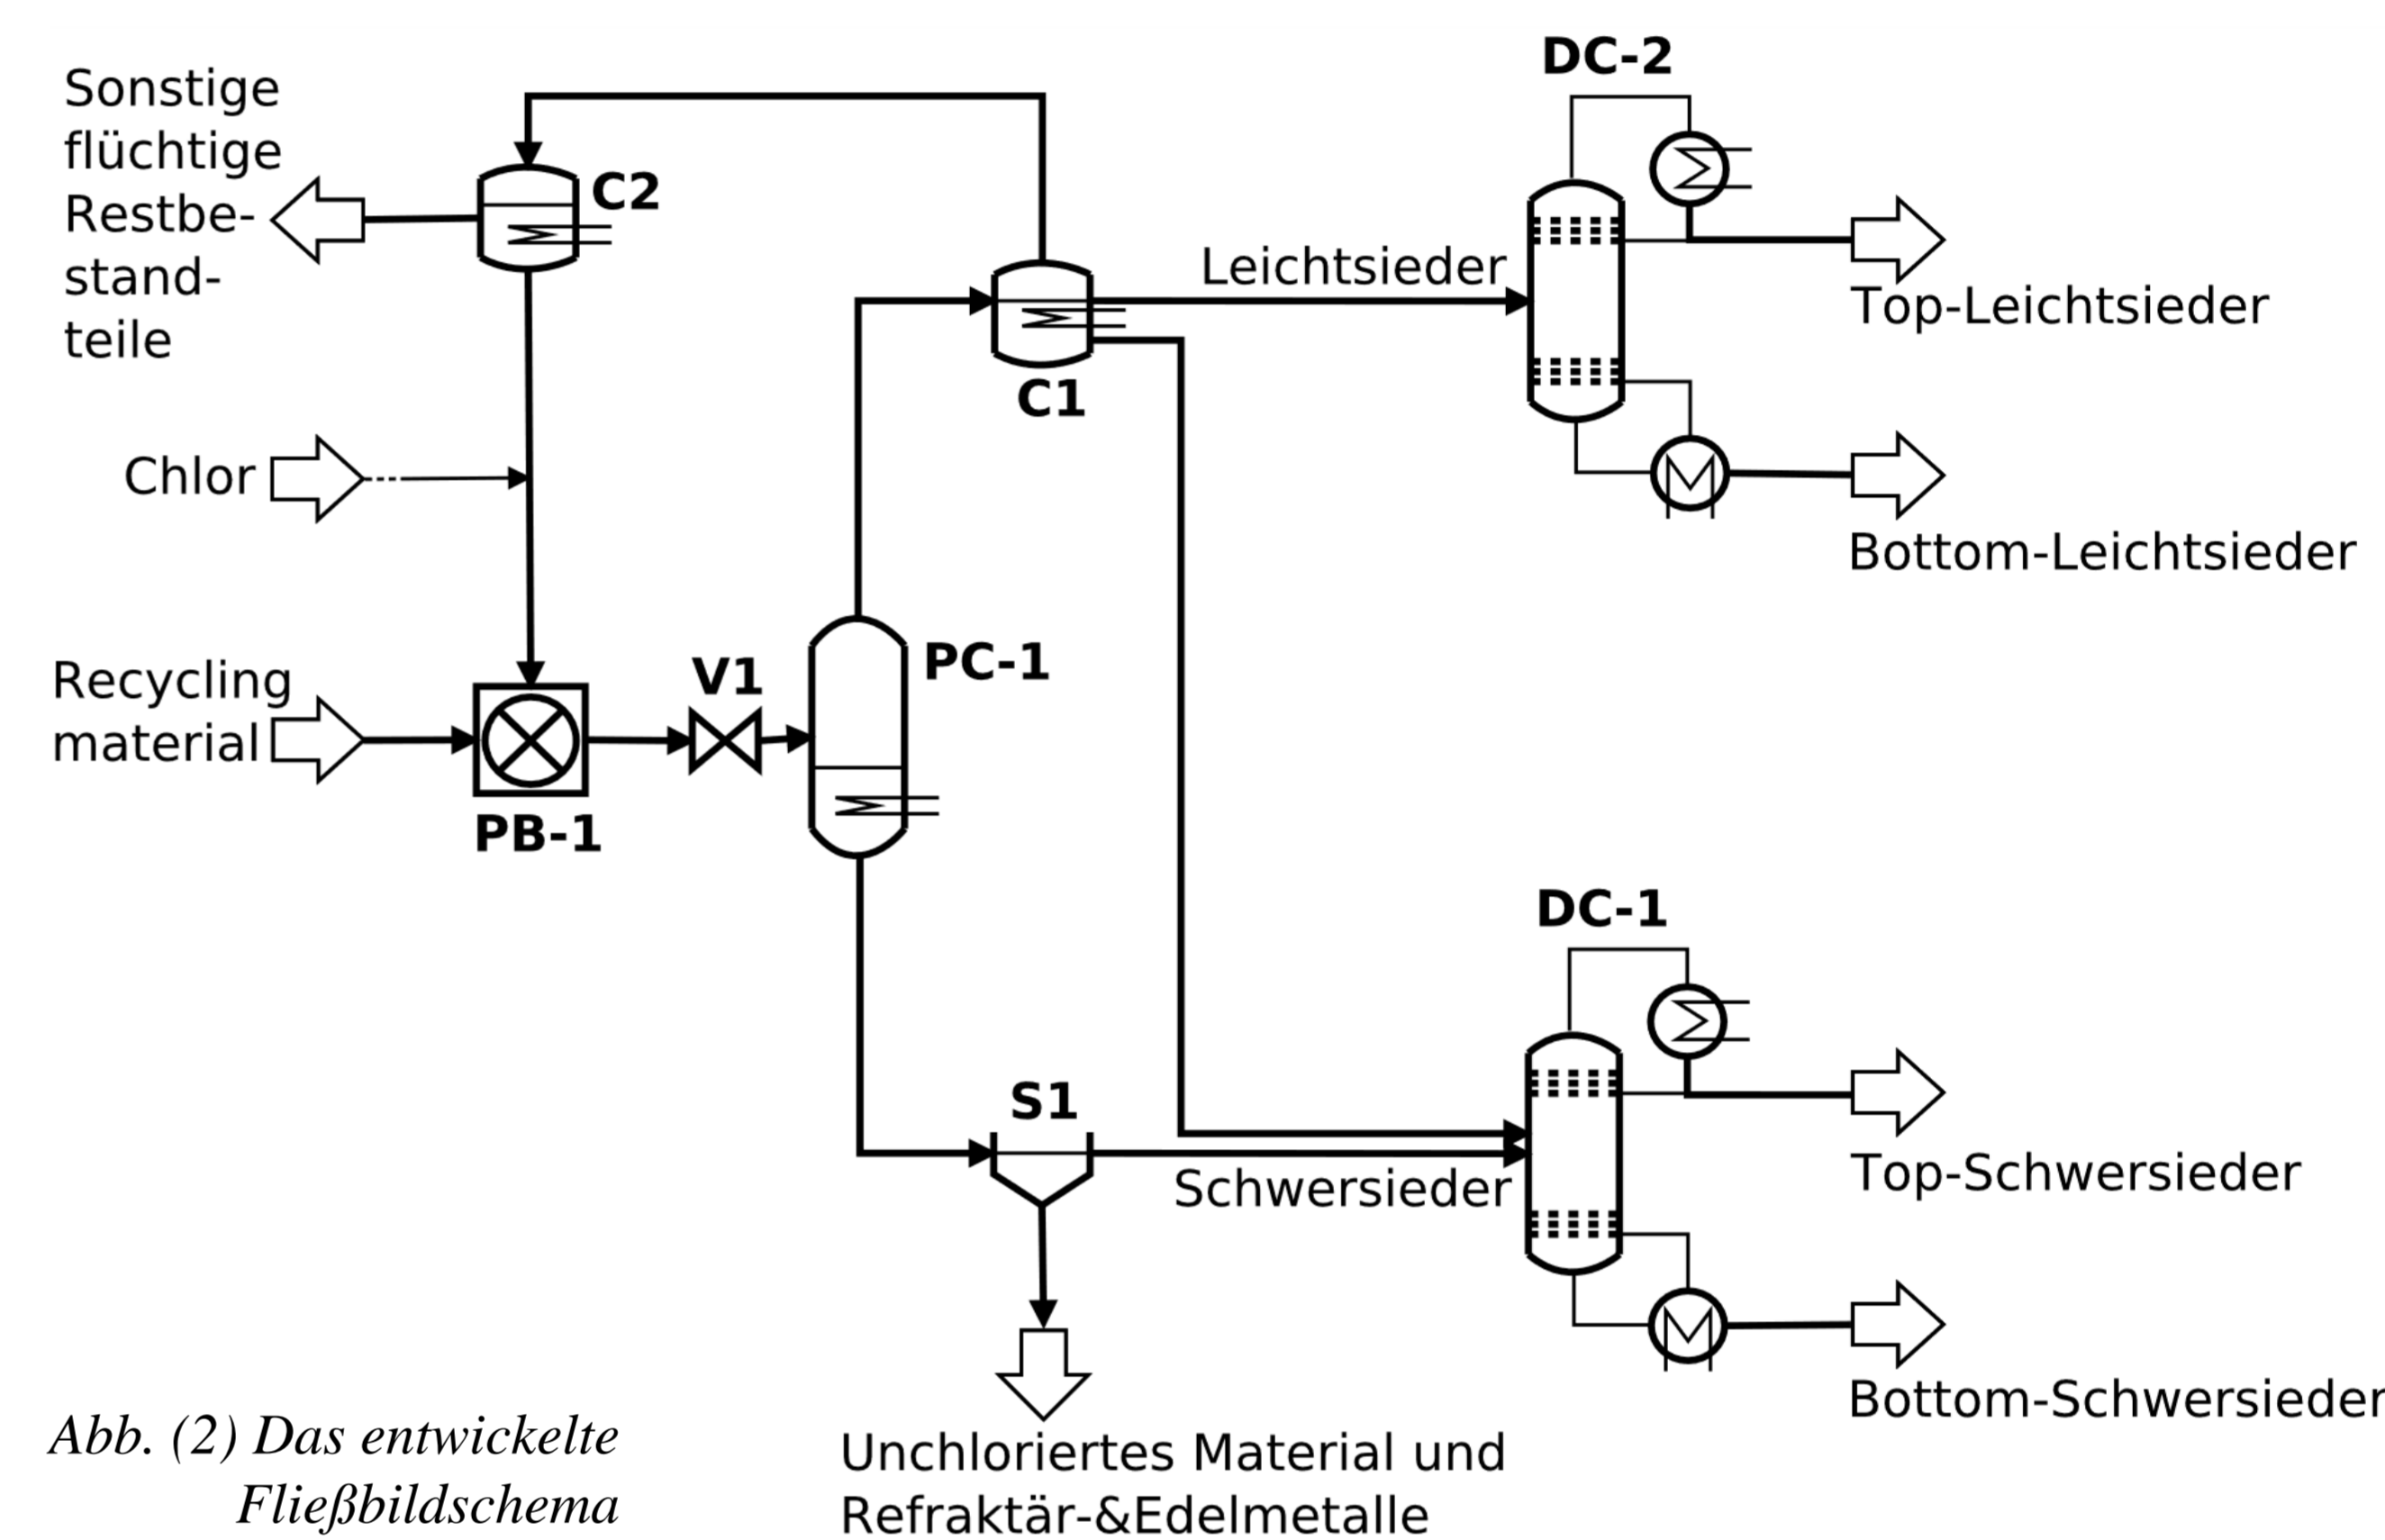 DC-2
Sonstige
flüchtige
Restbe-
stand-
teile
C2
Leichtsieder
Top-Leichtsieder
C1
Chlor
Bottom-Leichtsieder
Recycling
material
V1
PC-1
PB-1
DC-1
S1
Schwersieder
Top-Schwersieder
Bottom-Schwersieder
Unchloriertes Material und
Refraktär-&Edelmetalle
Abb. (2) Das entwickelte
Fließbildschema